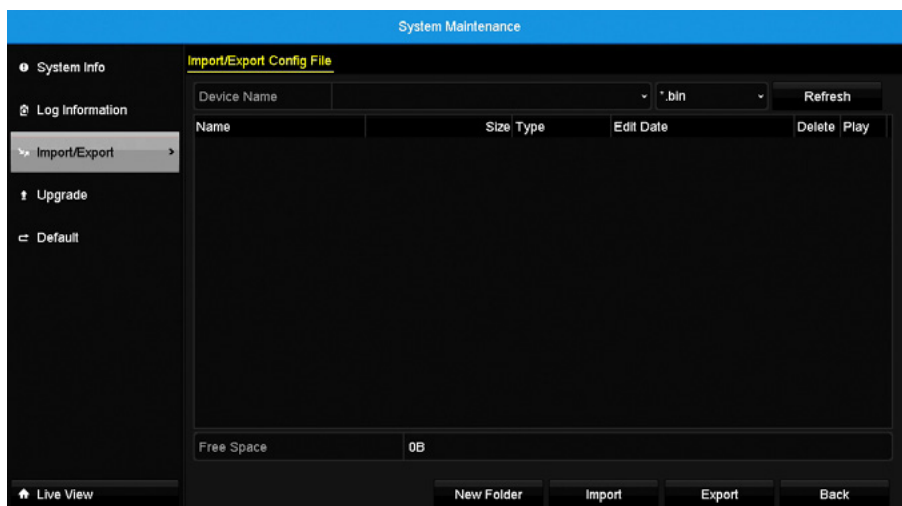 System Maintenance
System Info
Log Information
Import/Export >
Upgrade
Default
Live View
Import/Export Config File
Device Name *.bin Refresh
Name Size Type Edit Date Delete Play
Free Space 0B
New Folder Import Export Back